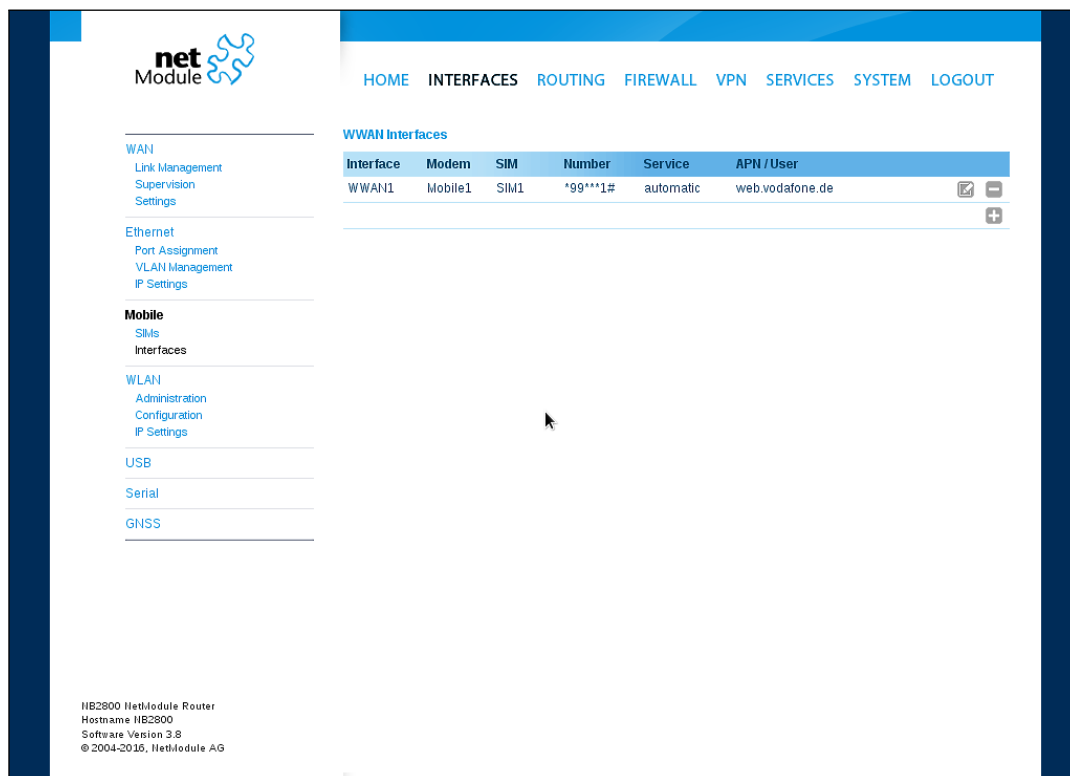 net
Module
HOME INTERFACES ROUTING FIREWALL VPN SERVICES SYSTEM LOGOUT
WAN
Link Management
Supervision
Settings
Ethernet
Port Assignment
VLAN Management
IP Settings
Mobile
SIMs
Interfaces
WLAN
Administration
Configuration
IP Settings
USB
Serial
GNSS
WWAN Interfaces
Interface Modem SIM Number Service APN / User
WWAN1 Mobile1 SIM1 *99***1# automatic web.vodafone.de
NB2800 NetModule Router
Hostname NB2800
Software Version 3.8
© 2004-2016, NetModule AG